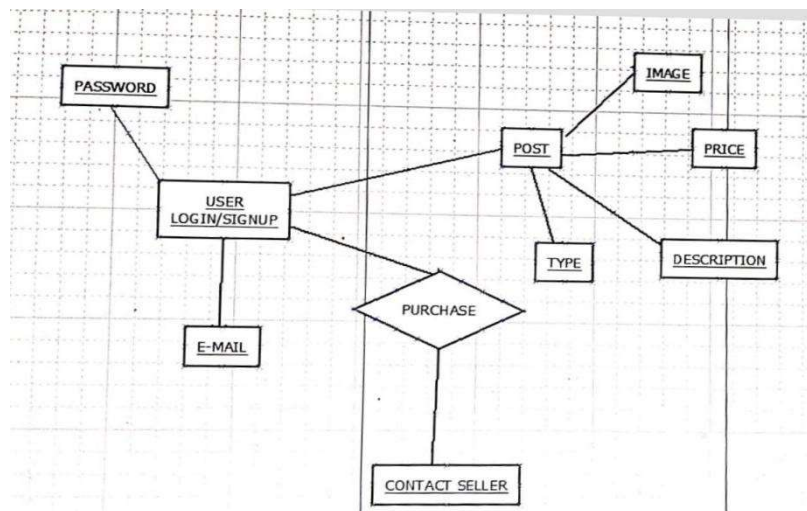 IMAGE
PASSWORD
POST
PRICE
USER
LOGIN/SIGNUP
TYPE
DESCRIPTION
PURCHASE
E-MAIL
CONTACT SELLER